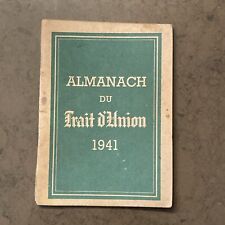 ALMANACH
DU
Trait d'Union
1941